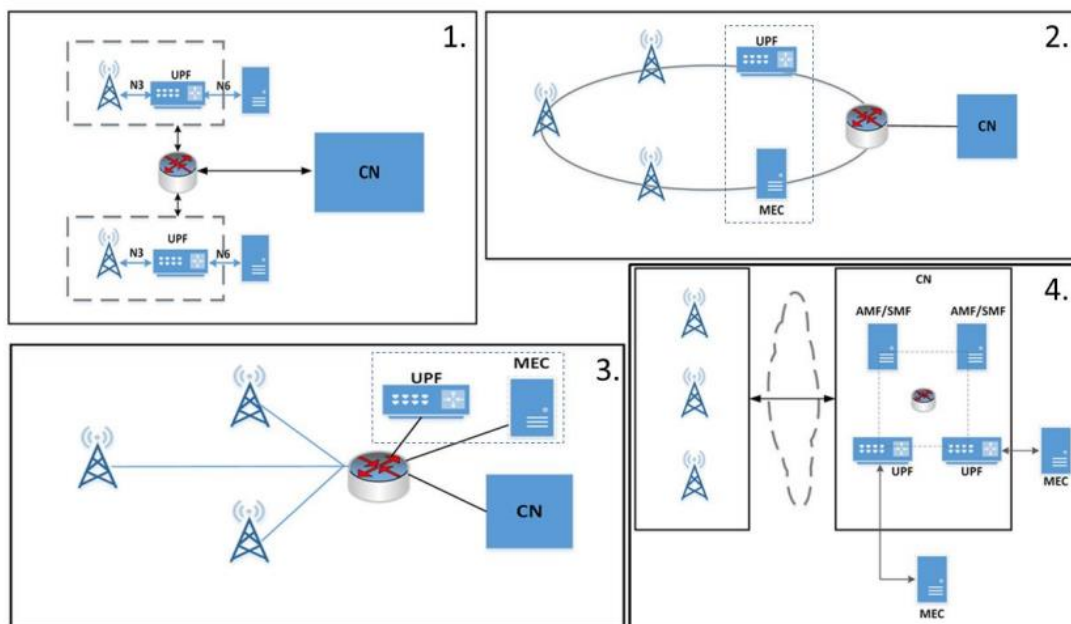 1.
UPF
N3
N6
CN
UPF
N3
N6
2.
UPF
CN
MEC
3.
MEC
UPF
CN
4.
CN
AMF/SMF
AMF/SMF
UPF
UPF
MEC
MEC